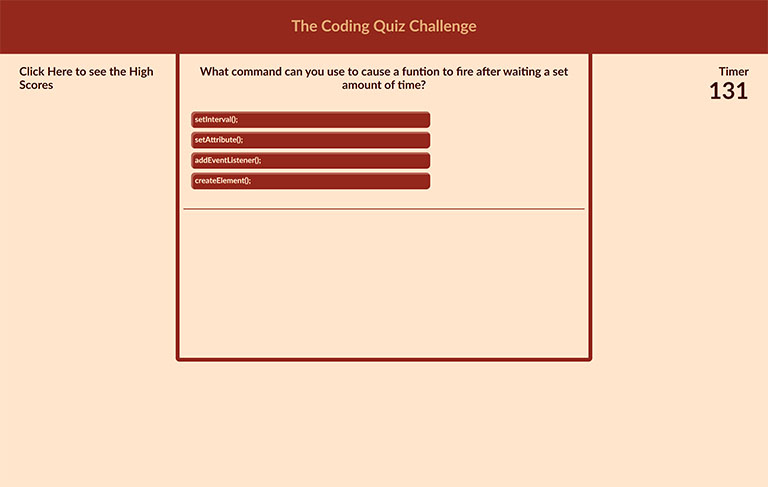 The Coding Quiz Challenge
Click Here to see the High
Scores
What command can you use to cause a funtion to fire after waiting a set
amount of time?
setInterval();
setAttribute();
addEventListener();
createElement();
Timer
131